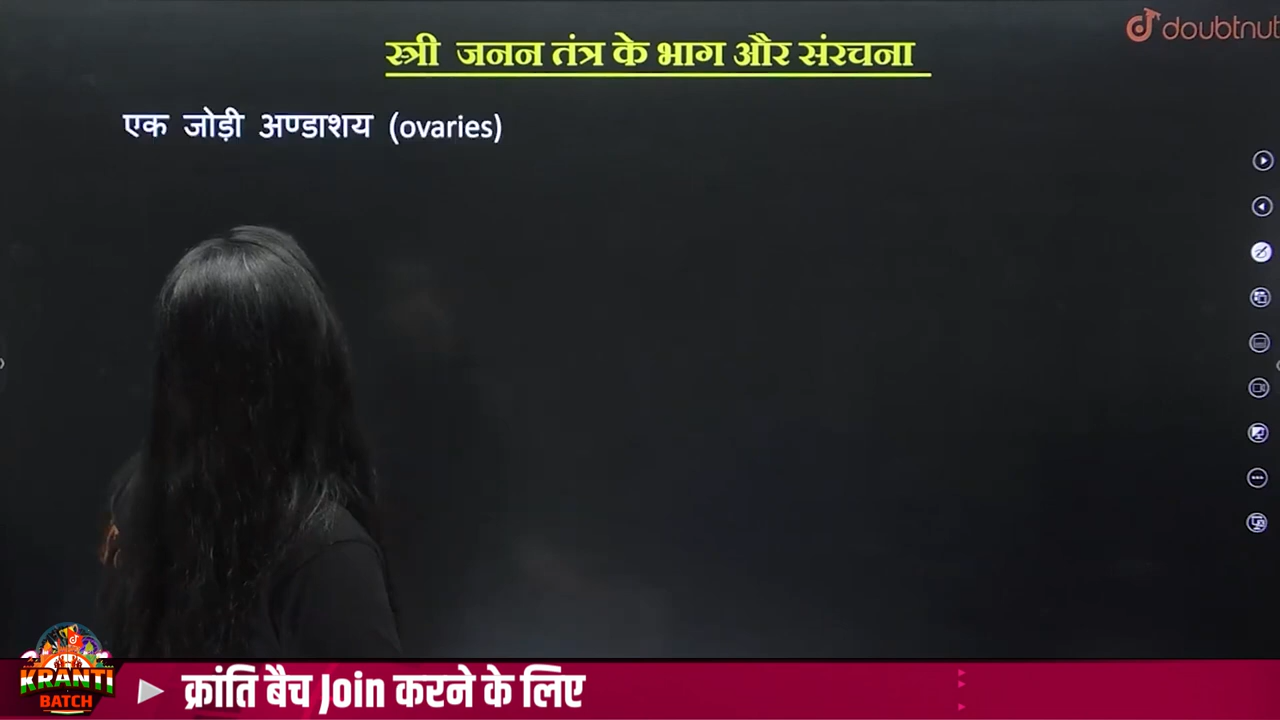 doubtnut
स्त्री जनन तंत्र के भाग और संरचना
एक जोड़ी अण्डाशय (ovaries)
KRANTI
BATCH
क्रांति बैच Join करने के लिए